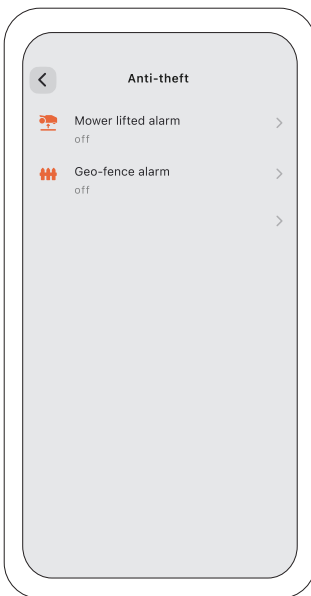 Anti-theft
Mower lifted alarm
off
Geo-fence alarm
off